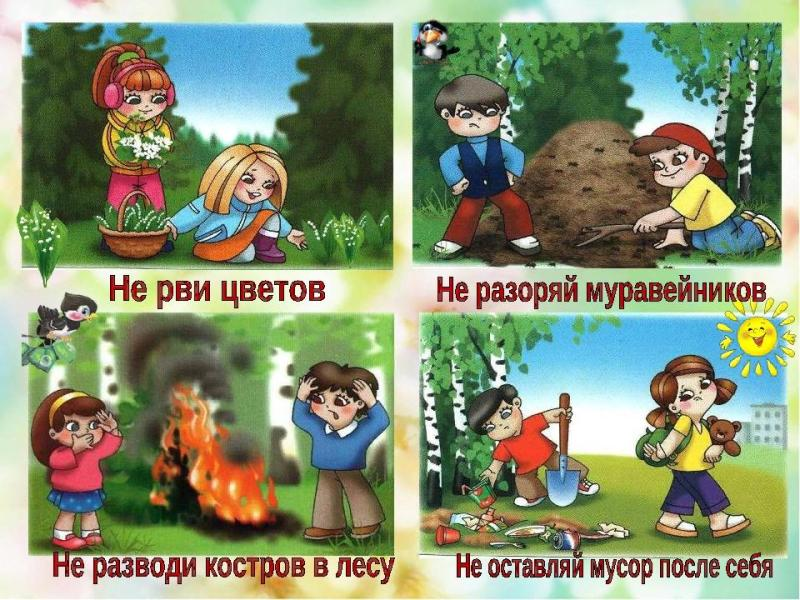 Не рви цветов
Не разоряй муравейников
Не разводи костров в лесу
Не оставляй мусор после себя